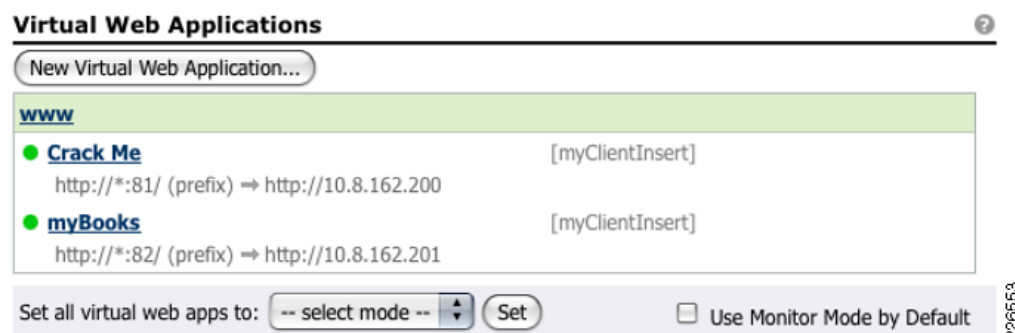 Virtual Web Applications
?
New Virtual Web Application...
www
Crack Me [myClientInsert]
http://*:81/ (prefix) ➡ http://10.8.162.200
myBooks [myClientInsert]
http://*:82/ (prefix) ➡ http://10.8.162.201
Set all virtual web apps to: -- select mode -- Set Use Monitor Mode by Default